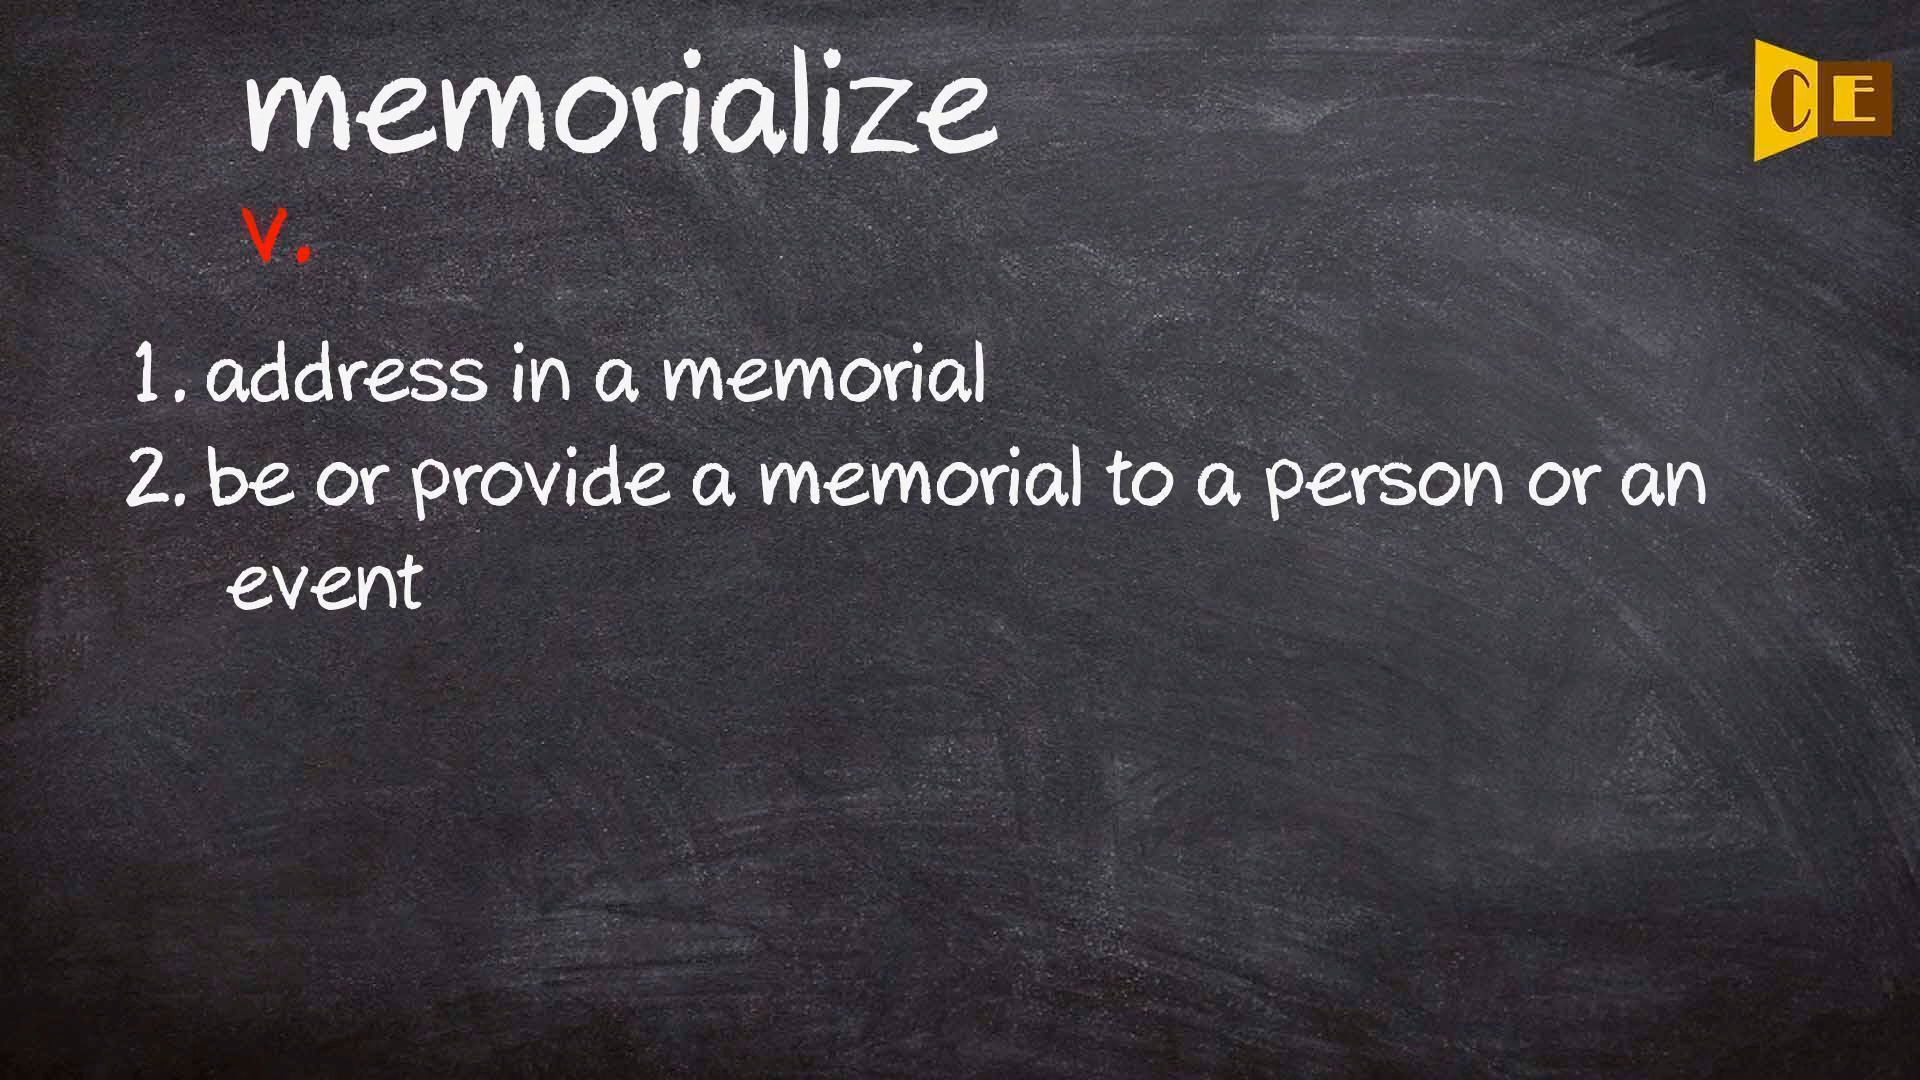 memorialize
CE
v.
1. address in a memorial
2. be or provide a memorial to a person or an
event